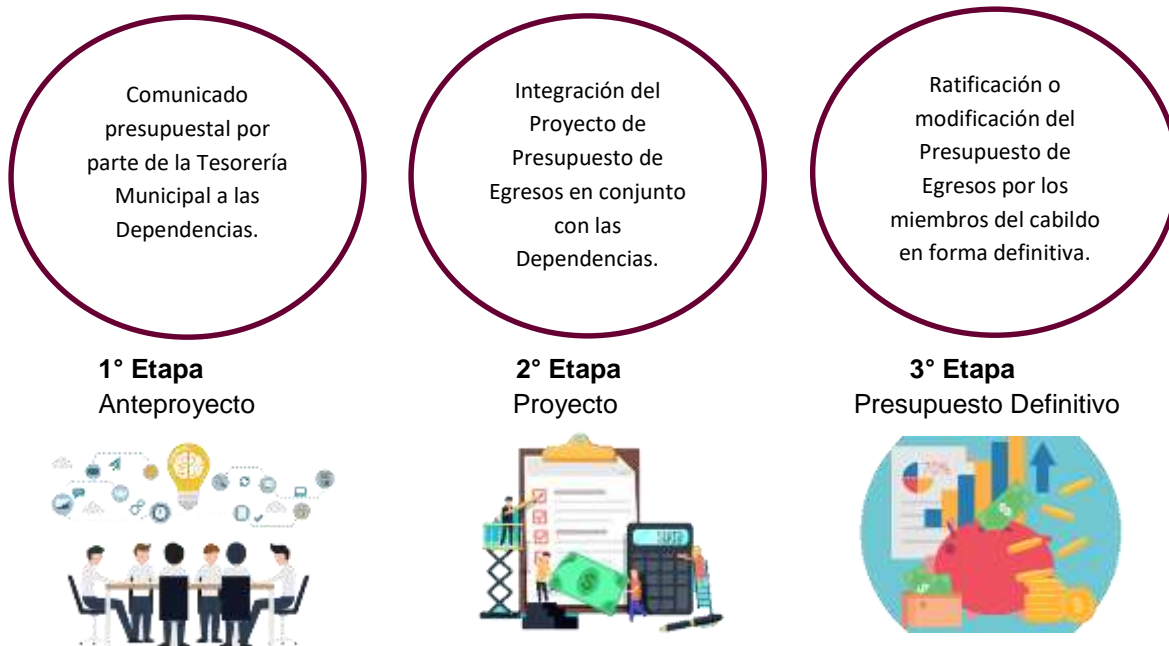 Comunicado
presupuestal por
parte de la Tesorería
Municipal a las
Dependencias.
Integración del
Proyecto de
Presupuesto de
Egresos en conjunto
con las
Dependencias.
Ratificación o
modificación del
Presupuesto de
Egresos por los
miembros del cabildo
en forma definitiva.
1° Etapa
Anteproyecto
2° Etapa
Proyecto
3° Etapa
Presupuesto Definitivo
70%